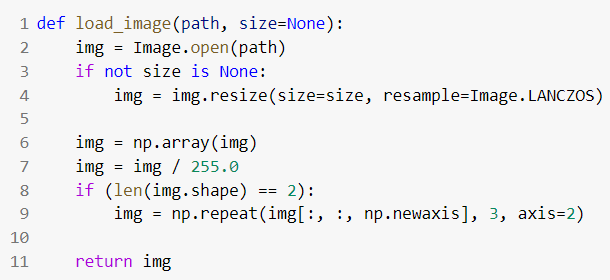 1 def load_image(path, size=None):
2     img = Image.open(path)
3     if not size is None:
4         img = img.resize(size=size, resample=Image.LANCZOS)
5
6     img = np.array(img)
7     img = img / 255.0
8     if (len(img.shape) == 2):
9         img = np.repeat(img[:, :, np.newaxis], 3, axis=2)
10
11     return img